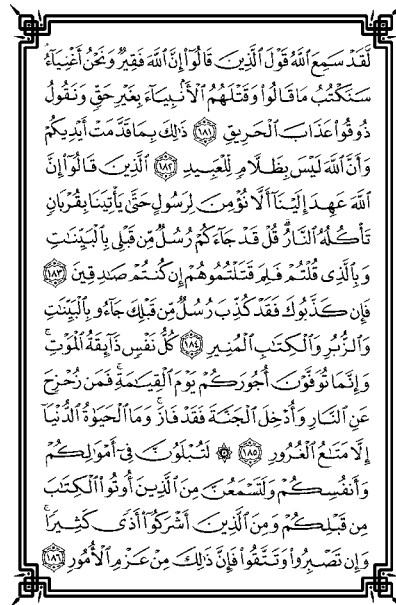 لَّقَدْ سَمِعَ ٱللَّهُ قَوْلَ ٱلَّذِينَ قَالُوٓا۟ إِنَّ ٱللَّهَ فَقِيرٌ وَنَحْنُ أَغْنِيَآءُ
سَنَكْتُبُ مَا قَالُوا۟ وَقَتْلَهُمُ ٱلْأَنۢبِيَآءَ بِغَيْرِ حَقٍّ وَنَقُولُ
ذُوقُوا۟ عَذَابَ ٱلْحَرِيقِ ١٨١ ذَٰلِكَ بِمَا قَدَّمَتْ أَيْدِيكُمْ
وَأَنَّ ٱللَّهَ لَيْسَ بِظَلَّامٍ لِّلْعَبِيدِ ١٨٢ ٱلَّذِينَ قَالُوٓا۟ إِنَّ
ٱللَّهَ عَهِدَ إِلَيْنَآ أَلَّا نُؤْمِنَ لِرَسُولٍ حَتَّىٰ يَأْتِيَنَا بِقُرْبَانٍ
تَأْكُلُهُ ٱلنَّارُ ۗ قُلْ قَدْ جَآءَكُمْ رُسُلٌ مِّن قَبْلِى بِٱلْبَيِّنَٰتِ
وَبِٱلَّذِى قُلْتُمْ فَلِمَ قَتَلْتُمُوهُمْ إِن كُنتُمْ صَٰدِقِينَ ١٨٣
فَإِن كَذَّبُوكَ فَقَدْ كُذِّبَ رُسُلٌ مِّن قَبْلِكَ جَآءُو بِٱلْبَيِّنَٰتِ
وَٱلزُّبُرِ وَٱلْكِتَٰبِ ٱلْمُنِيرِ ١٨٤ كُلُّ نَفْسٍ ذَآئِقَةُ ٱلْمَوْتِ ۗ
وَإِنَّمَا تُوَفَّوْنَ أُجُورَكُمْ يَوْمَ ٱلْقِيَٰمَةِ ۖ فَمَن زُحْزِحَ
عَنِ ٱلنَّارِ وَأُدْخِلَ ٱلْجَنَّةَ فَقَدْ فَازَ ۗ وَمَا ٱلْحَيَوٰةُ ٱلدُّنْيَآ
إِلَّا مَتَٰعُ ٱلْغُرُورِ ١٨٥ ۞ لَتُبْلَوُنَّ فِىٓ أَمْوَٰلِكُمْ
وَأَنفُسِكُمْ وَلَتَسْمَعُنَّ مِنَ ٱلَّذِينَ أُوتُوا۟ ٱلْكِتَٰبَ
مِن قَبْلِكُمْ وَمِنَ ٱلَّذِينَ أَشْرَكُوٓا۟ أَذًى كَثِيرًا ۚ
وَإِن تَصْبِرُوا۟ وَتَتَّقُوا۟ فَإِنَّ ذَٰلِكَ مِنْ عَزْمِ ٱلْأُمُورِ ١٨٦